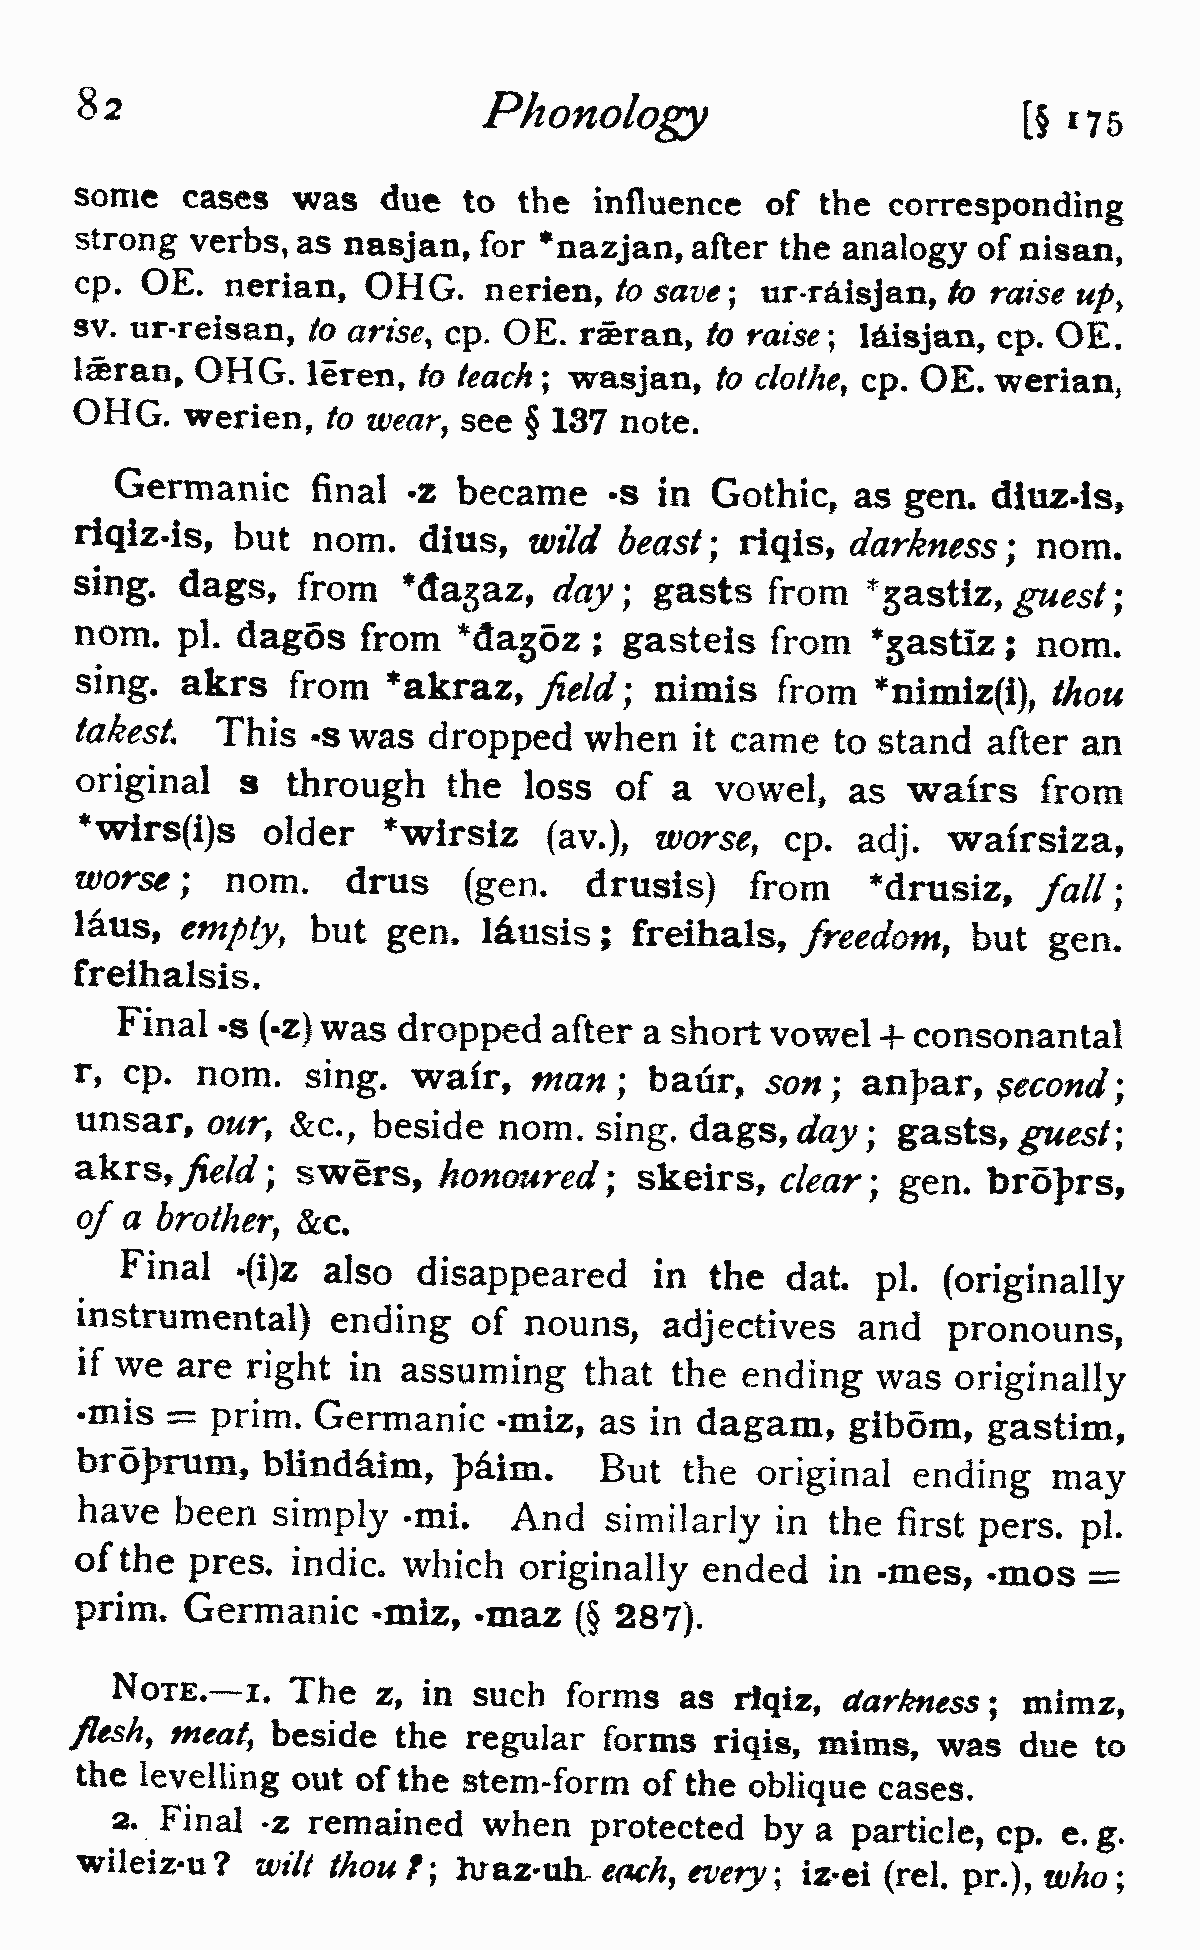 82 Phonology [§ 175
some cases was due to the influence of the corresponding
strong verbs, as nasjan, for *nazjan, after the analogy of nisan,
cp. OE. nerian, OHG. nerien, to save; ur-ráisjan, to raise up,
sv. ur-reisan, to arise, cp. OE. rǣran, to raise; láisjan, cp. OE.
lǣran, OHG. lēren, to teach; wasjan, to clothe, cp. OE. werian,
OHG. werien, to wear, see § 137 note.
Germanic final -z became -s in Gothic, as gen. diuz-is,
riqiz-is, but nom. dius, wild beast; riqis, darkness; nom.
sing. dags, from *đaʒaz, day; gasts from *ʒastiz, guest;
nom. pl. dagōs from *đaʒōz; gasteis from *ʒastīz; nom.
sing. akrs from *akraz, field; nimis from *nimiz(i), thou
takest. This -s was dropped when it came to stand after an
original s through the loss of a vowel, as waírs from
*wirs(i)s older *wirsiz (av.), worse, cp. adj. waírsiza,
worse; nom. drus (gen. drusis) from *drusiz, fall;
láus, empty, but gen. láusis; freihals, freedom, but gen.
freihalsis.
Final -s (-z) was dropped after a short vowel + consonantal
r, cp. nom. sing. waír, man; baúr, son; anþar, second;
unsar, our, &c., beside nom. sing. dags, day; gasts, guest;
akrs, field; swērs, honoured; skeirs, clear; gen. brōþrs,
of a brother, &c.
Final -(i)z also disappeared in the dat. pl. (originally
instrumental) ending of nouns, adjectives and pronouns,
if we are right in assuming that the ending was originally
-mis = prim. Germanic -miz, as in dagam, gibōm, gastim,
brōþrum, blindáim, þáim. But the original ending may
have been simply -mi. And similarly in the first pers. pl.
of the pres. indic. which originally ended in -mes, -mos =
prim. Germanic -miz, -maz (§ 287).
NOTE.—1. The z, in such forms as riqiz, darkness; mimz,
flesh, meat, beside the regular forms riqis, mims, was due to
the levelling out of the stem-form of the oblique cases.
2. Final -z remained when protected by a particle, cp. e. g.
wileiz-u? wilt thou?; ƕaz-uh each, every; iz-ei (rel. pr.), who;